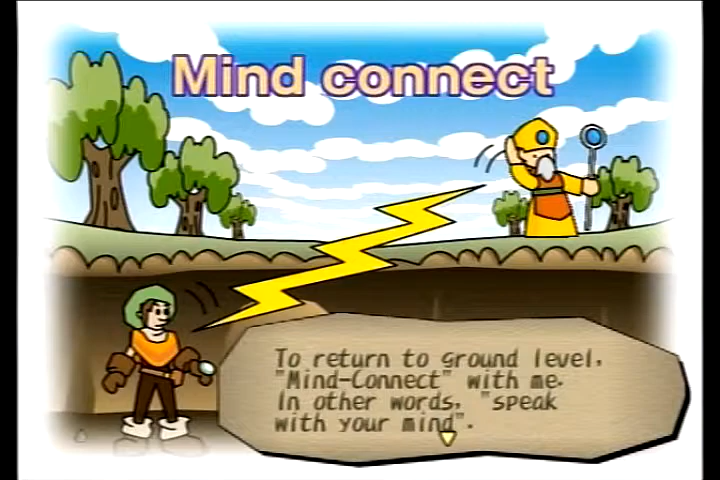 Mind connect
To return to ground level,
"Mind-Connect" with me.
In other words, "speak
with your mind".